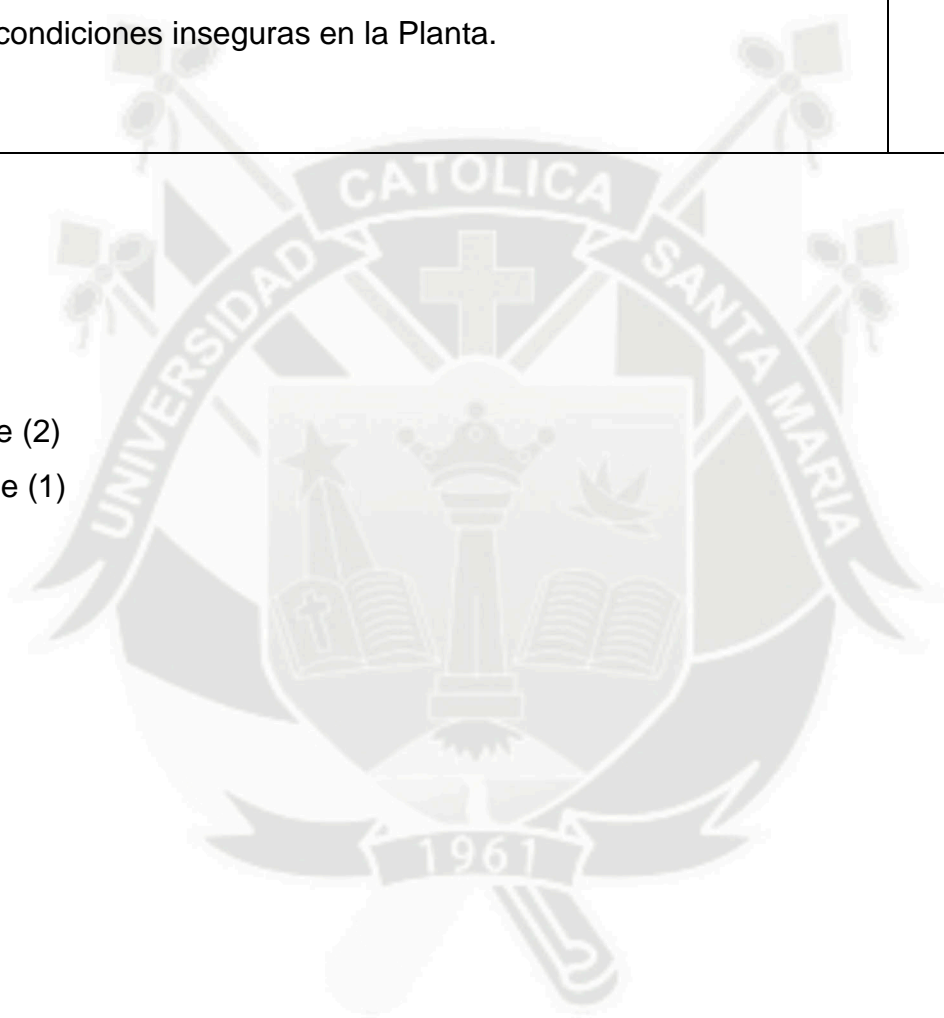 condiciones inseguras en la Planta.
CATOLICA
UNIVERSIDAD
SANTA MARIA
e (2)
e (1)
1961